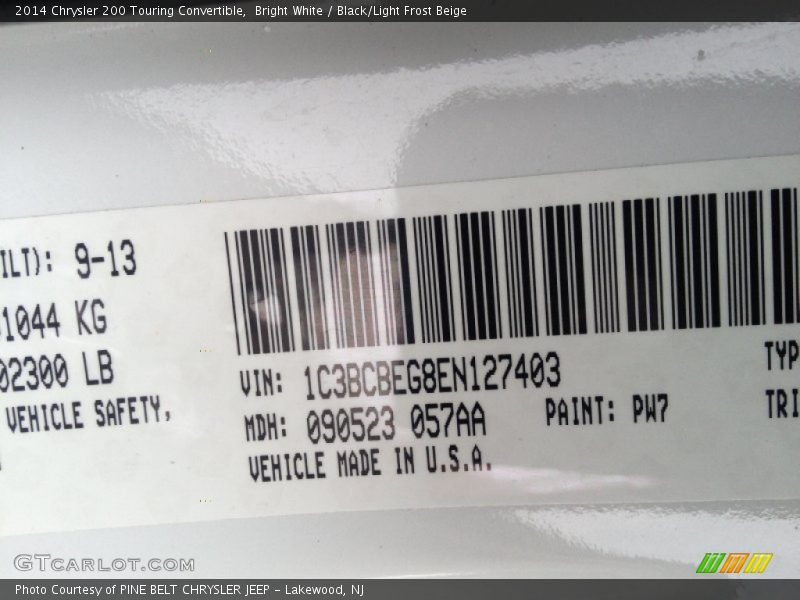 2014 Chrysler 200 Touring Convertible,  Bright White / Black/Light Frost Beige
ILT): 9-13
1044 KG
02300 LB
VEHICLE SAFETY,
VIN: 1C3BCBEG8EN127403
MDH: 090523 057AA
PAINT: PW7
VEHICLE MADE IN U.S.A.
TYP
TRI
GTCARLOT.COM
Photo Courtesy of PINE BELT CHRYSLER JEEP - Lakewood, NJ